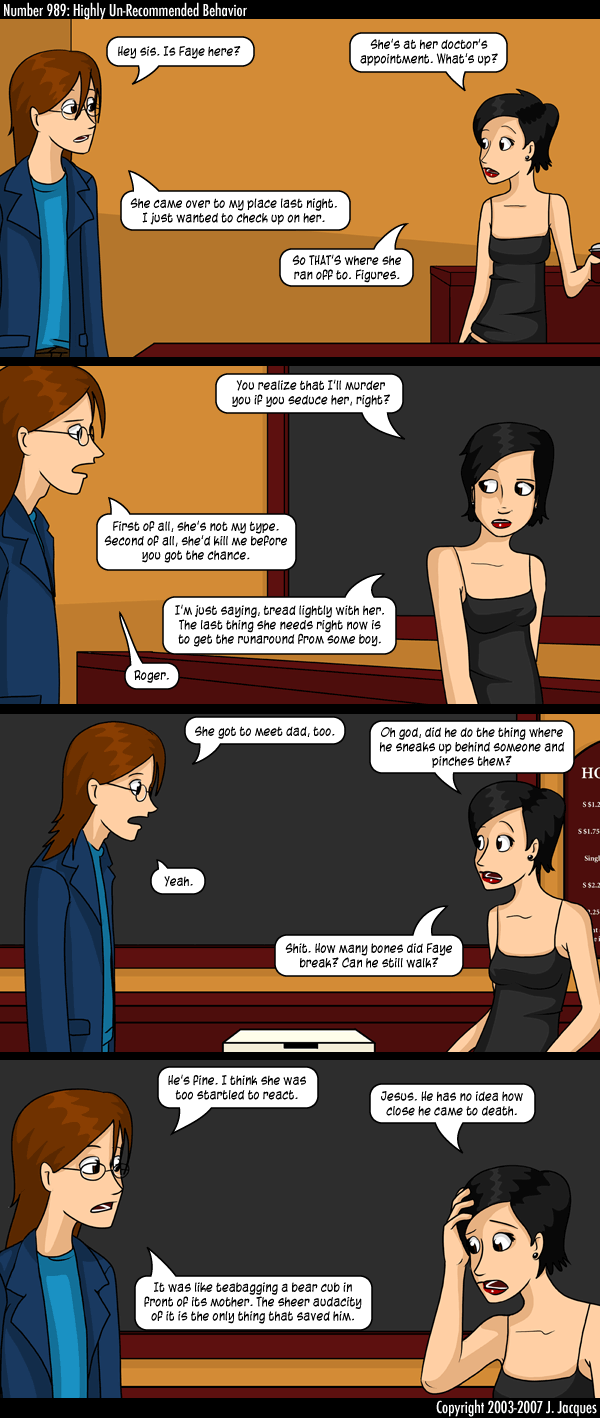 Number 989: Highly Un-Recommended Behavior
Hey sis. Is Faye here?
She's at her doctor's
appointment. What's up?
She came over to my place last night.
I just wanted to check up on her.
So THAT'S where she
ran off to. Figures.
You realize that I'll murder
you if you seduce her, right?
First of all, she's not my type.
Second of all, she'd kill me before
you got the chance.
I'm just saying, tread lightly with her.
The last thing she needs right now is
to get the runaround from some boy.
Roger.
She got to meet dad, too.
Oh god, did he do the thing where
he sneaks up behind someone and
pinches them?
Yeah.
HO
S $1.2
S $1.75
Singl
S $2.2
Shit. How many bones did Faye
break? Can he still walk?
He's fine. I think she was
too startled to react.
Jesus. He has no idea how
close he came to death.
It was like teabagging a bear cub in
front of its mother. The sheer audacity
of it is the only thing that saved him.
Copyright 2003-2007 J. Jacques